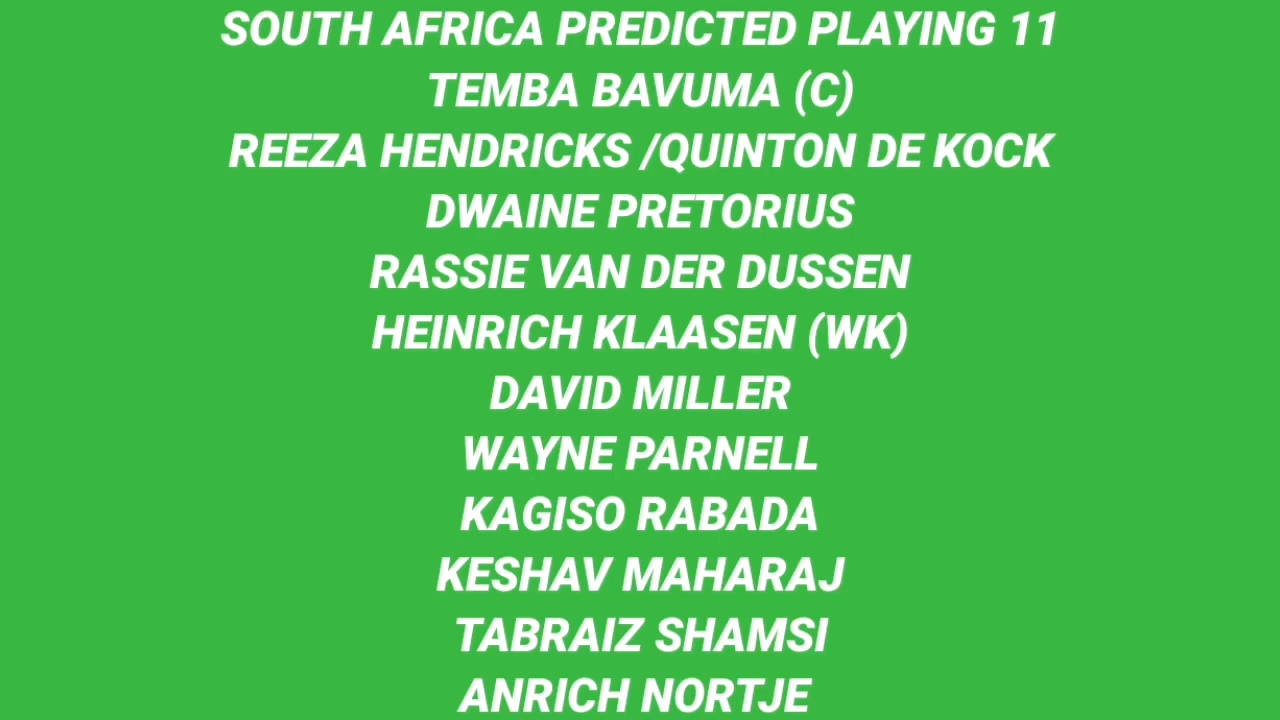 SOUTH AFRICA PREDICTED PLAYING 11
TEMBA BAVUMA (C)
REEZA HENDRICKS /QUINTON DE KOCK
DWAINE PRETORIUS
RASSIE VAN DER DUSSEN
HEINRICH KLAASEN (WK)
DAVID MILLER
WAYNE PARNELL
KAGISO RABADA
KESHAV MAHARAJ
TABRAIZ SHAMSI
ANRICH NORTJE